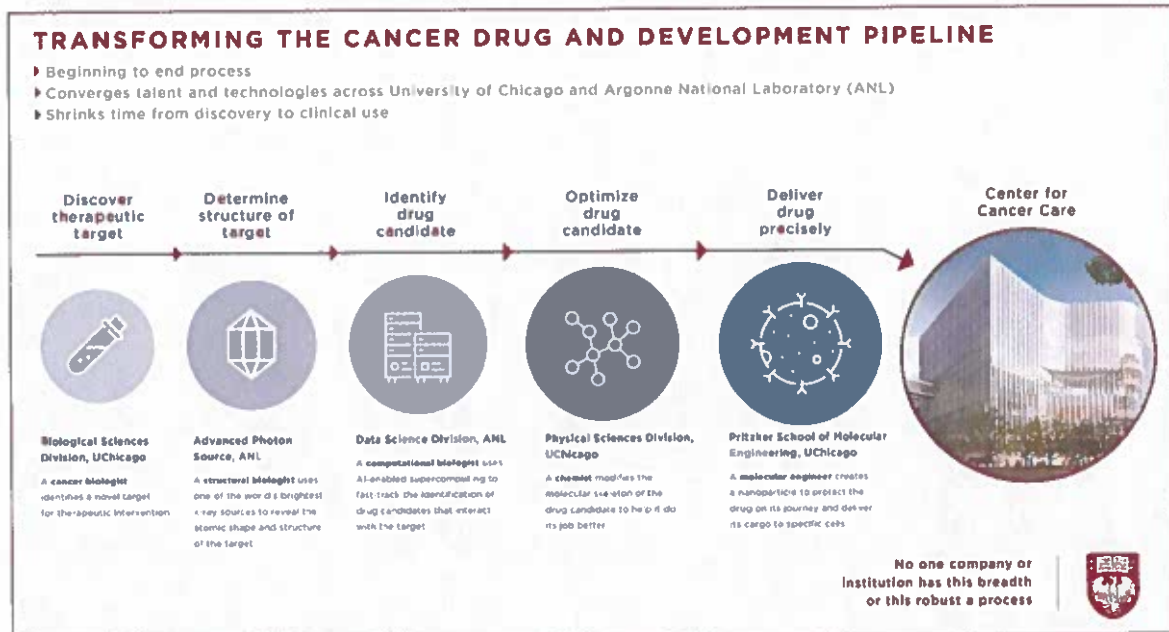 TRANSFORMING THE CANCER DRUG AND DEVELOPMENT PIPELINE
Beginning to end process
Converges talent and technologies across University of Chicago and Argonne National Laboratory (ANL)
Shrinks time from discovery to clinical use
Discover
therapeutic
target
Determine
structure of
target
Identify
drug
candidate
Optimize
drug
candidate
Deliver
drug
precisely
Center for
Cancer Care
Biological Sciences
Division, UChicago
A cancer biologist
identifies a novel target
for therapeutic intervention
Advanced Photon
Source, ANL
A structural biologist uses
one of the world's brightest
x-ray sources to reveal the
atomic shape and structure
of the target
Data Science Division, ANL
A computational biologist uses
AI-enabled supercomputing to
fast-track the identification of
drug candidates that interact
with the target
Physical Sciences Division,
UChicago
A chemist modifies the
molecular skeleton of the
drug candidate to help it do
its job better
Pritzker School of Molecular
Engineering, UChicago
A molecular engineer creates
a nanoparticle to protect the
drug on its journey and deliver
its cargo to specific cells
No one company or
institution has this breadth
or this robust a process